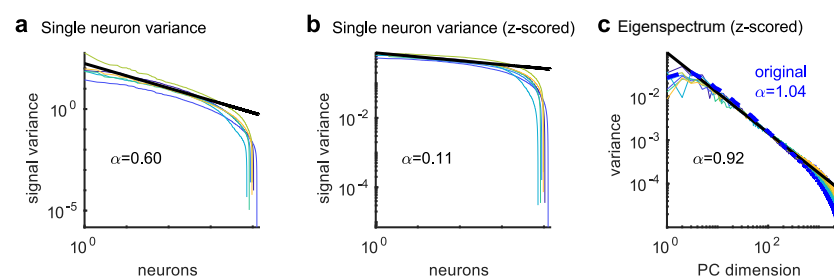 a Single neuron variance
signal variance
10^0
10^-5
α=0.60
10^0
neurons
b Single neuron variance (z-scored)
signal variance
10^-2
10^-4
α=0.11
10^0
neurons
c Eigenspectrum (z-scored)
variance
10^-2
10^-3
10^-4
original
α=1.04
α=0.92
10^0
10^2
PC dimension